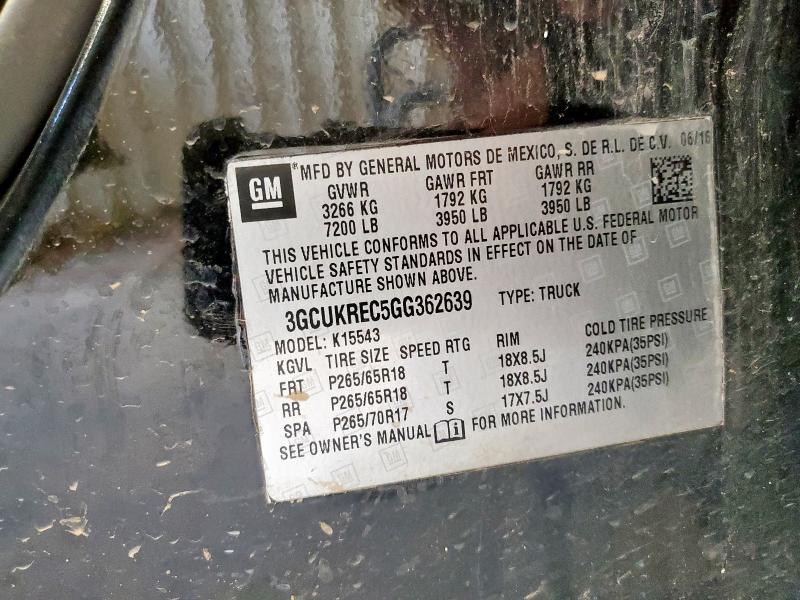 GM ®MFD BY GENERAL MOTORS DE MEXICO, S. DE R.L. DE C.V. 06/16
GVWR GAWR FRT GAWR RR
3266 KG 1792 KG 1792 KG
7200 LB 3950 LB 3950 LB
THIS VEHICLE CONFORMS TO ALL APPLICABLE U.S. FEDERAL MOTOR
VEHICLE SAFETY STANDARDS IN EFFECT ON THE DATE OF
MANUFACTURE SHOWN ABOVE.
3GCUKREC5GG362639 TYPE: TRUCK
MODEL: K15543
KGVL TIRE SIZE SPEED RTG RIM COLD TIRE PRESSURE
FRT P265/65R18 T 18X8.5J 240KPA(35PSI)
RR P265/65R18 T 18X8.5J 240KPA(35PSI)
SPA P265/70R17 S 17X7.5J 240KPA(35PSI)
SEE OWNER'S MANUAL FOR MORE INFORMATION.